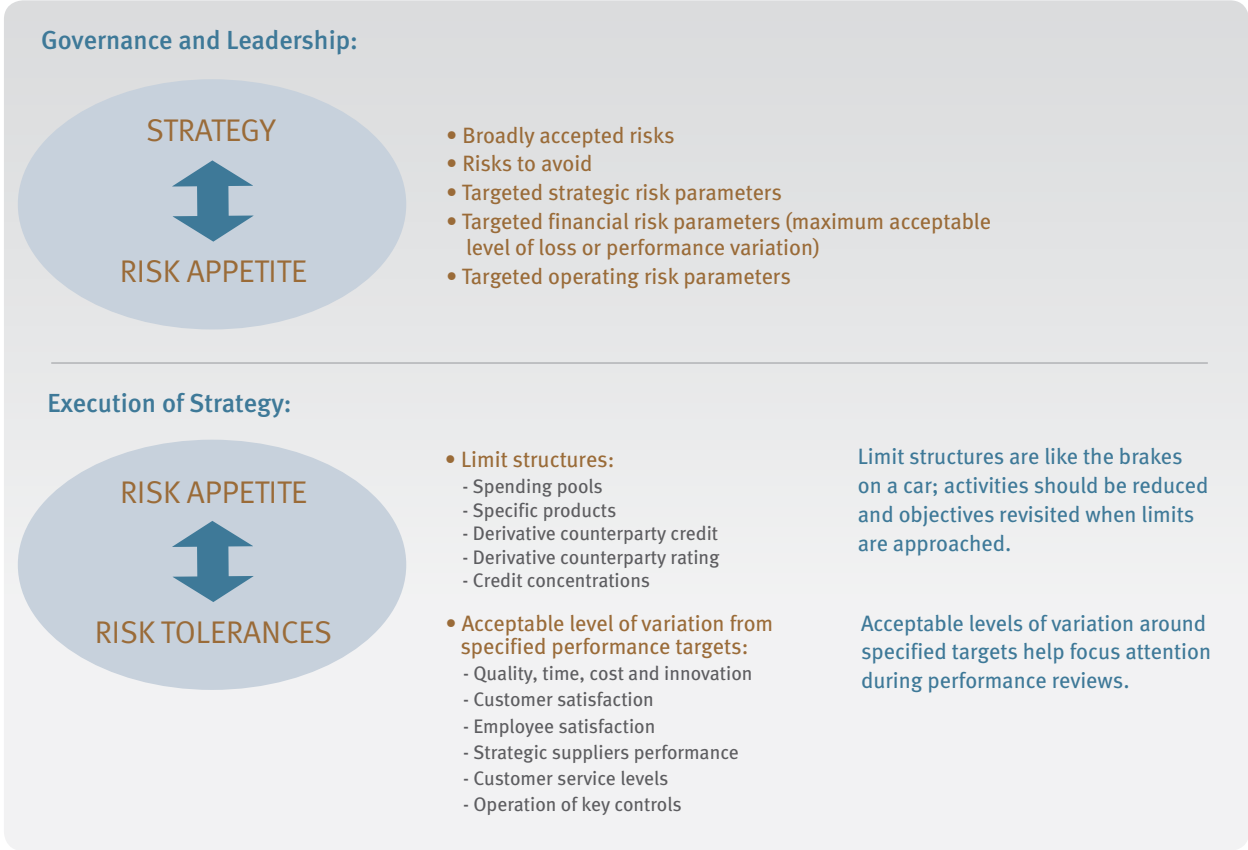 Governance and Leadership:
STRATEGY
RISK APPETITE
• Broadly accepted risks
• Risks to avoid
• Targeted strategic risk parameters
• Targeted financial risk parameters (maximum acceptable
level of loss or performance variation)
• Targeted operating risk parameters
Execution of Strategy:
RISK APPETITE
RISK TOLERANCES
• Limit structures:
- Spending pools
- Specific products
- Derivative counterparty credit
- Derivative counterparty rating
- Credit concentrations
Limit structures are like the brakes
on a car; activities should be reduced
and objectives revisited when limits
are approached.
• Acceptable level of variation from
specified performance targets:
- Quality, time, cost and innovation
- Customer satisfaction
- Employee satisfaction
- Strategic suppliers performance
- Customer service levels
- Operation of key controls
Acceptable levels of variation around
specified targets help focus attention
during performance reviews.